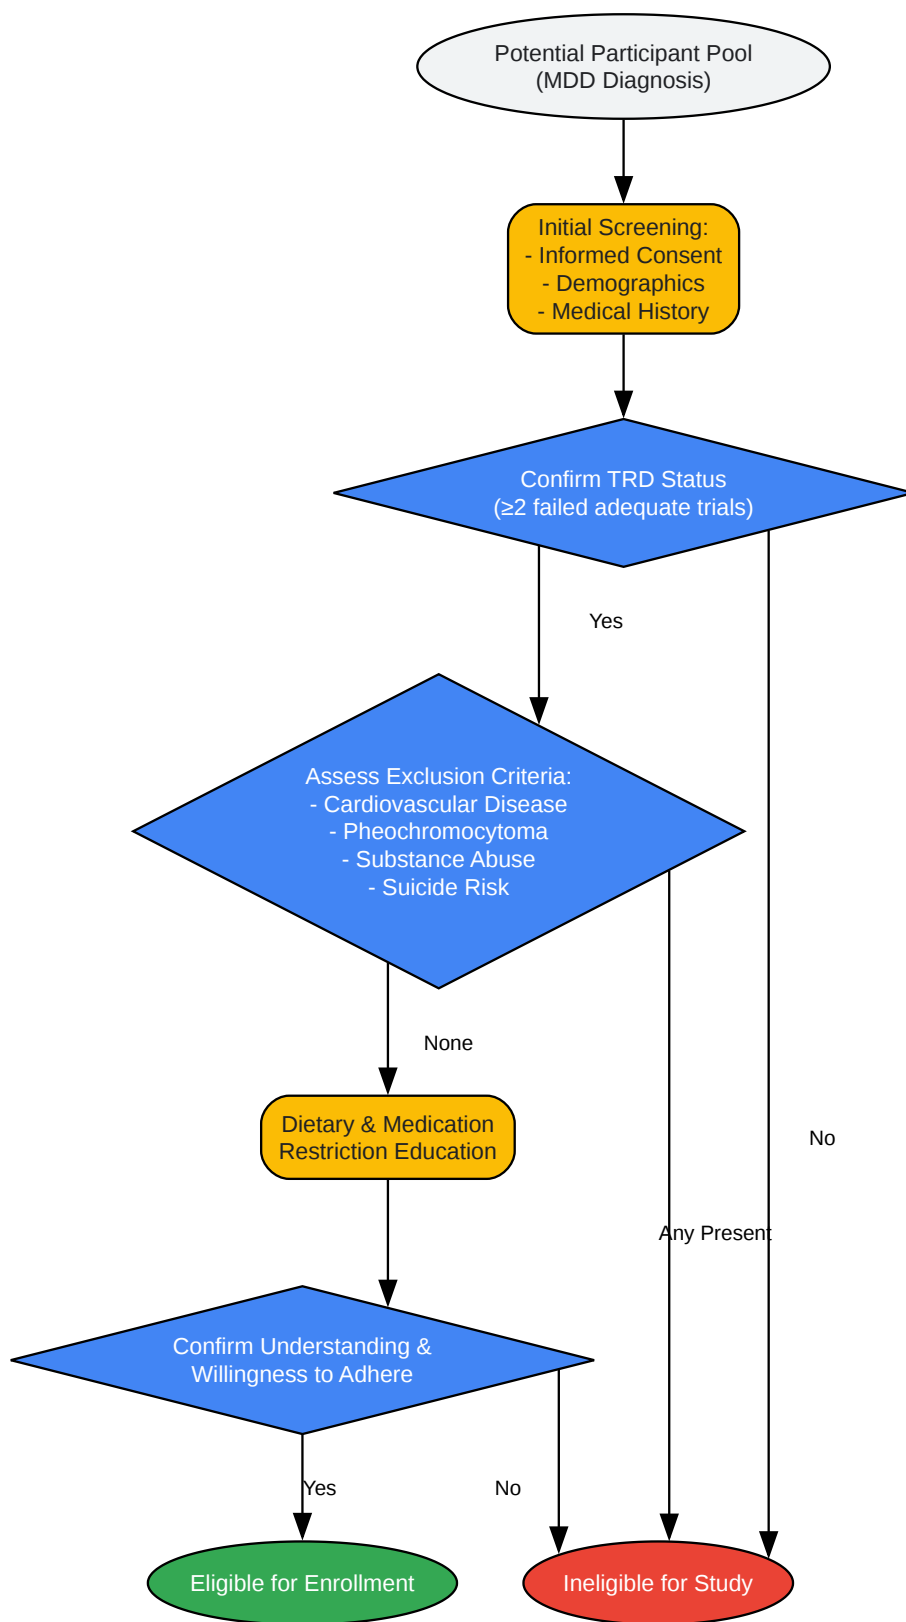 Potential Participant Pool
(MDD Diagnosis)
Initial Screening:
- Informed Consent
- Demographics
- Medical History
Confirm TRD Status
(≥2 failed adequate trials)
Yes
Assess Exclusion Criteria:
- Cardiovascular Disease
- Pheochromocytoma
- Substance Abuse
- Suicide Risk
None
Dietary & Medication
Restriction Education
No
Any Present
Confirm Understanding &
Willingness to Adhere
Yes
No
Eligible for Enrollment
Ineligible for Study